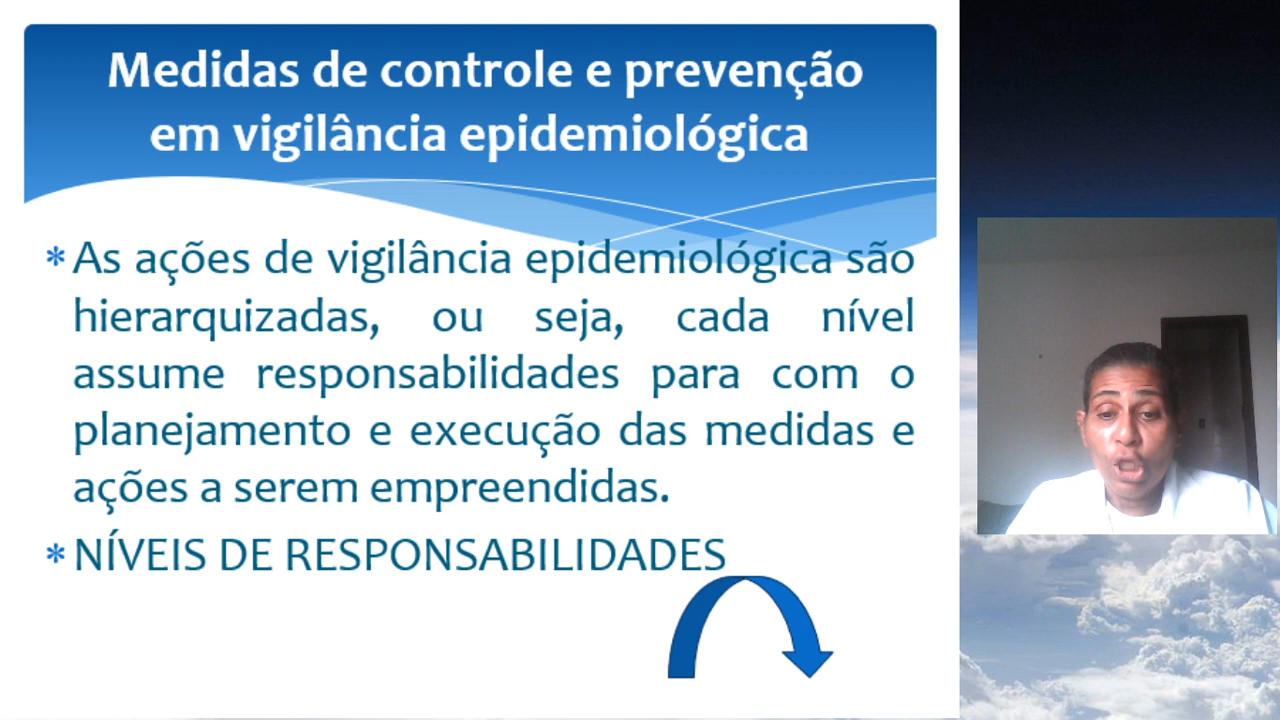 Medidas de controle e prevenção
em vigilância epidemiológica
* As ações de vigilância epidemiológica são
hierarquizadas, ou seja, cada nível
assume responsabilidades para com o
planejamento e execução das medidas e
ações a serem empreendidas.
* NÍVEIS DE RESPONSABILIDADES